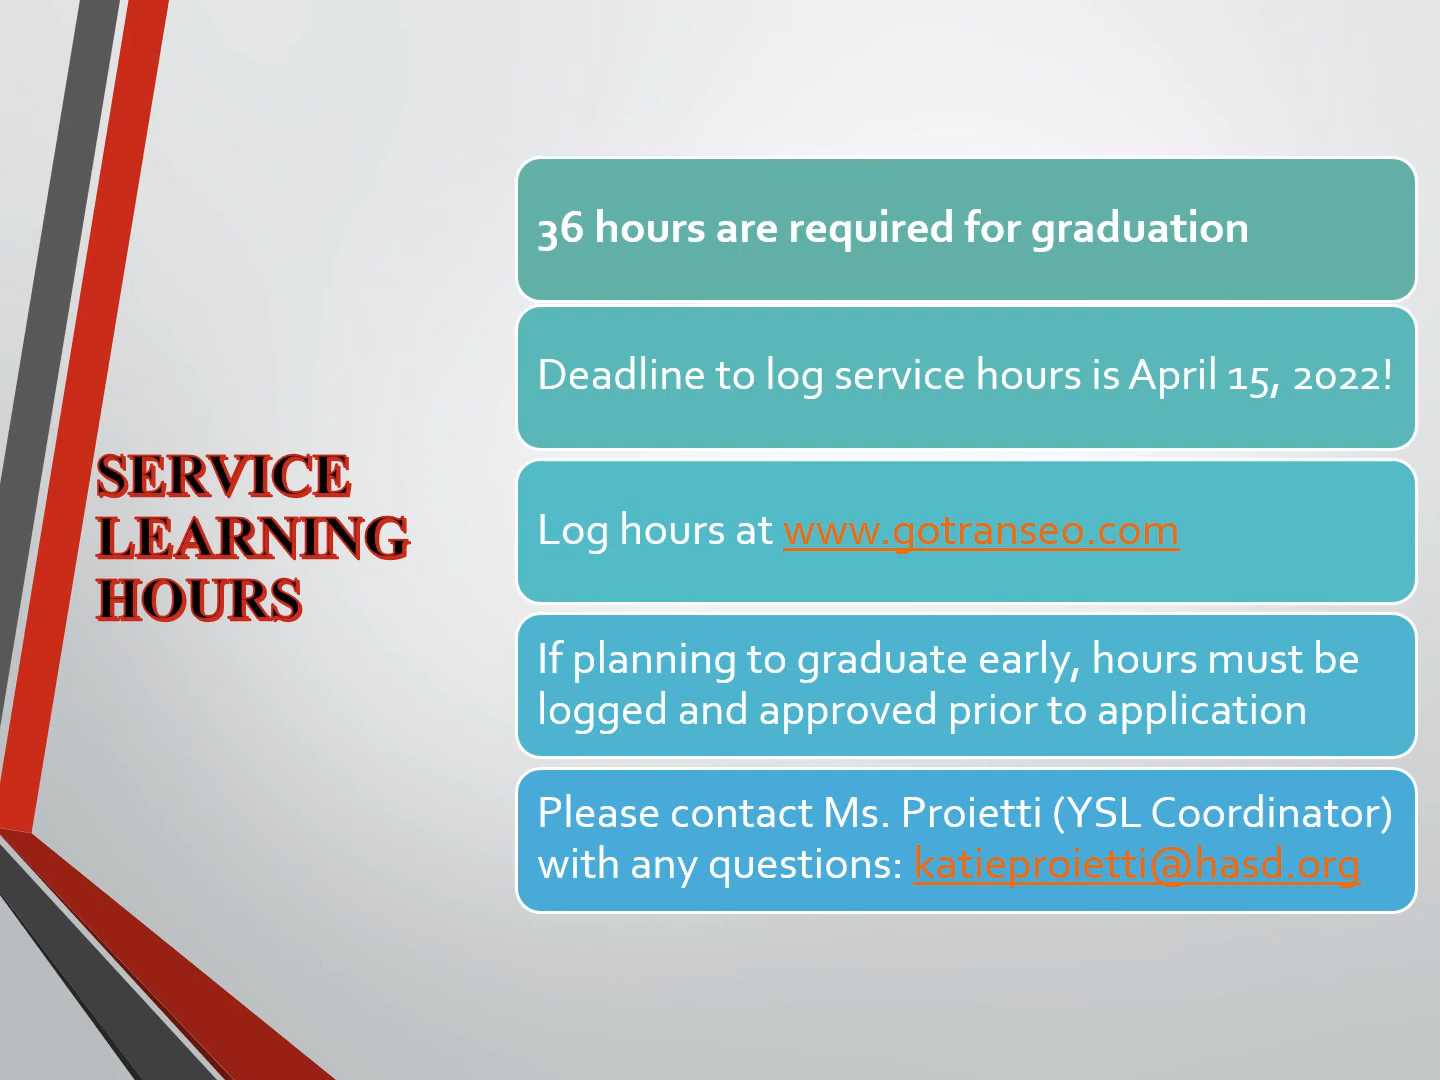 SERVICE
LEARNING
HOURS
36 hours are required for graduation
Deadline to log service hours is April 15, 2022!
Log hours at www.gotranseo.com
If planning to graduate early, hours must be
logged and approved prior to application
Please contact Ms. Proietti (YSL Coordinator)
with any questions: katieproietti@hasd.org